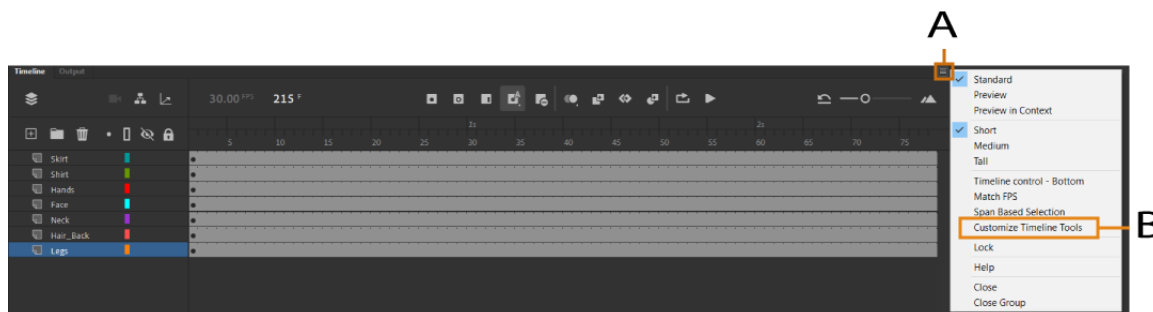 A
Timeline Output
30.00 FPS 215 F
1s 2s
5 10 15 20 25 30 35 40 45 50 55 60 65 70 75
Skirt
Shirt
Hands
Face
Neck
Hair_Back
Legs
Standard
Preview
Preview in Context
Short
Medium
Tall
Timeline control - Bottom
Match FPS
Span Based Selection
Customize Timeline Tools
B
Lock
Help
Close
Close Group